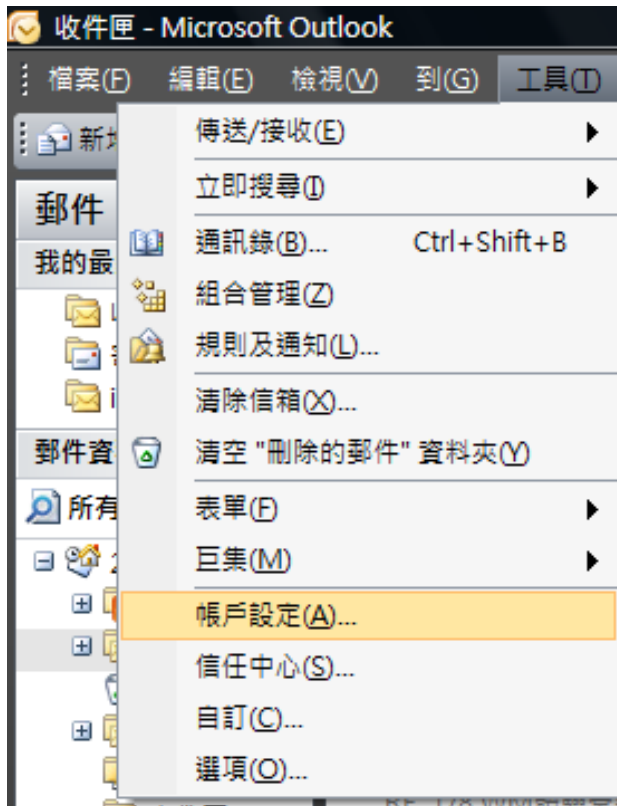 收件匣 - Microsoft Outlook
檔案(F) 編輯(E) 檢視(V) 到(G) 工具(T)
傳送/接收(E)
立即搜尋(I)
郵件
通訊錄(B)... Ctrl+Shift+B
我的最
組合管理(Z)
規則及通知(L)...
清除信箱(X)...
郵件資
清空 "刪除的郵件" 資料夾(Y)
所有
表單(F)
巨集(M)
帳戶設定(A)...
信任中心(S)...
自訂(C)...
選項(O)...